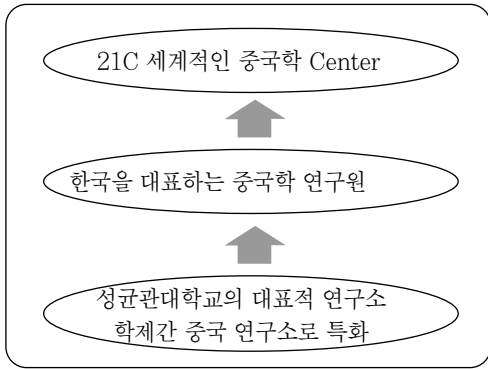 21C 세계적인 중국학 Center
한국을 대표하는 중국학 연구원
성균관대학교의 대표적 연구소
학제간 중국 연구소로 특화